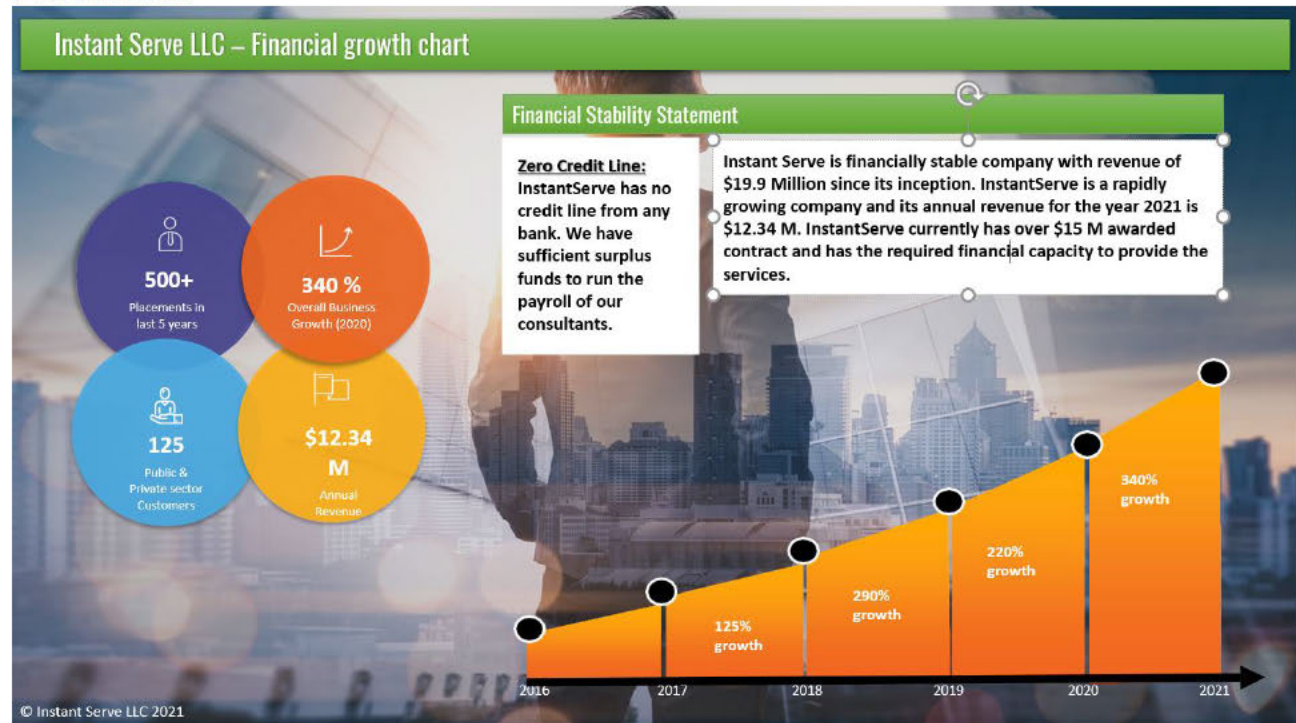 Instant Serve LLC – Financial growth chart
Financial Stability Statement
Zero Credit Line:
InstantServe has no
credit line from any
bank. We have
sufficient surplus
funds to run the
payroll of our
consultants.
Instant Serve is financially stable company with revenue of
$19.9 Million since its inception. InstantServe is a rapidly
growing company and its annual revenue for the year 2021 is
$12.34 M. InstantServe currently has over $15 M awarded
contract and has the required financial capacity to provide the
services.
500+
Placements in
last 5 years
340 %
Overall Business
Growth (2020)
125
Public &
Private sector
Customers
$12.34
M
Annual
Revenue
125%
growth
290%
growth
220%
growth
340%
growth
2016
2017
2018
2019
2020
2021
© Instant Serve LLC 2021